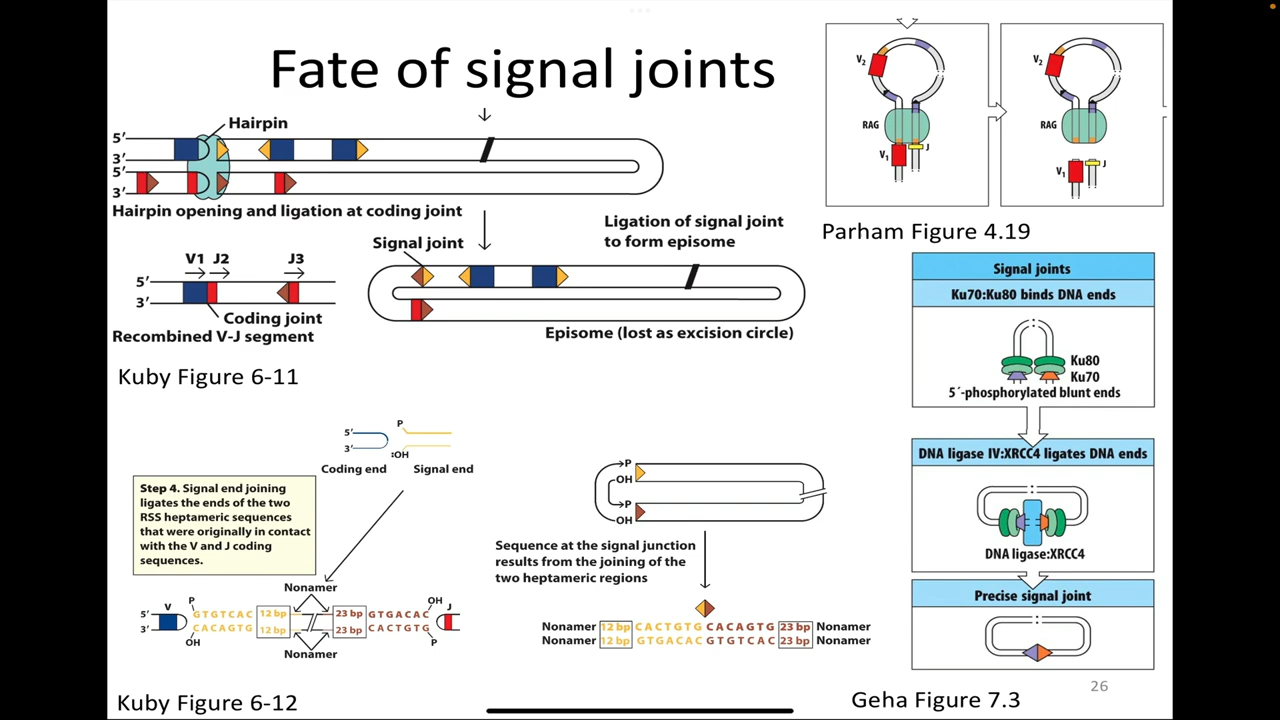 Fate of signal joints
Hairpin
5′
3′
5′
3′
Hairpin opening and ligation at coding joint
Signal joint
Ligation of signal joint
to form episome
V1 J2 J3
5′
3′
Coding joint
Recombined V-J segment
Episome (lost as excision circle)
Kuby Figure 6-11
V2
RAG
V1
J
V2
RAG
V1
J
Parham Figure 4.19
Signal joints
Ku70:Ku80 binds DNA ends
Ku80
Ku70
5´-phosphorylated blunt ends
DNA ligase IV:XRCC4 ligates DNA ends
DNA ligase:XRCC4
Precise signal joint
Geha Figure 7.3
5′
3′
P
:OH
Coding end Signal end
Step 4. Signal end joining
ligates the ends of the two
RSS heptameric sequences
that were originally in contact
with the V and J coding
sequences.
Nonamer
V P OH J
5′ GTGTCAC 12 bp 23 bp GTGACAC
3′ CACAGTG 12 bp 23 bp CACTGTG
OH P
Nonamer
P
OH
P
OH
Sequence at the signal junction
results from the joining of the
two heptameric regions
Nonamer 12 bp CACTGTG CACAGTG 23 bp Nonamer
Nonamer 12 bp GTGACAC GTGTCAC 23 bp Nonamer
Kuby Figure 6-12
26